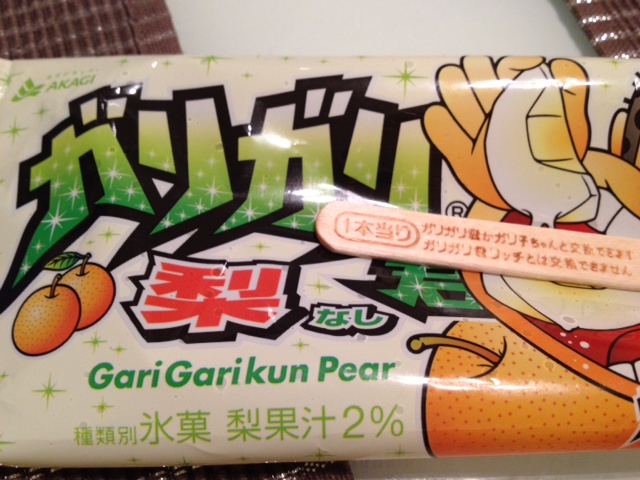 AKAGI
ガリガリ
®
君
1本当り
ガリガリ君かガリ子ちゃんと交換できます
ガリガリ君リッチとは交換できません
梨
なし
GariGarikun Pear
種類別氷菓 梨果汁2%